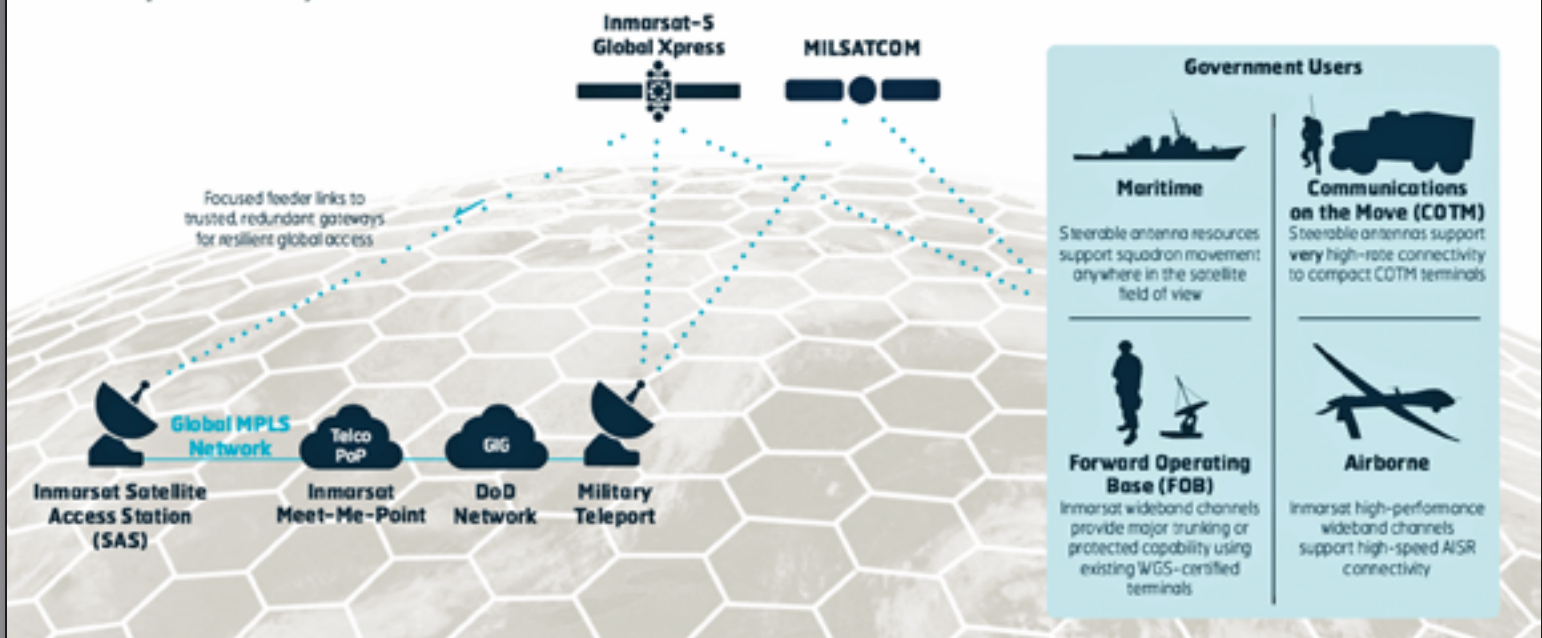 Inmarsat-5
Global Xpress
MILSATCOM
Focused feeder links to
trusted, redundant gateways
for resilient global access
Global MPLS
Network
Telco
PoP
GIG
Inmarsat Satellite
Access Station
(SAS)
Inmarsat
Meet-Me-Point
DoD
Network
Military
Teleport
Government Users
Maritime
Steerable antenna resources
support squadron movement
anywhere in the satellite
field of view
Communications
on the Move (COTM)
Steerable antennas support
very high-rate connectivity
to compact COTM terminals
Forward Operating
Base (FOB)
Inmarsat wideband channels
provide major trunking or
protected capability using
existing WGS-certified
terminals
Airborne
Inmarsat high-performance
wideband channels
support high-speed AISR
connectivity